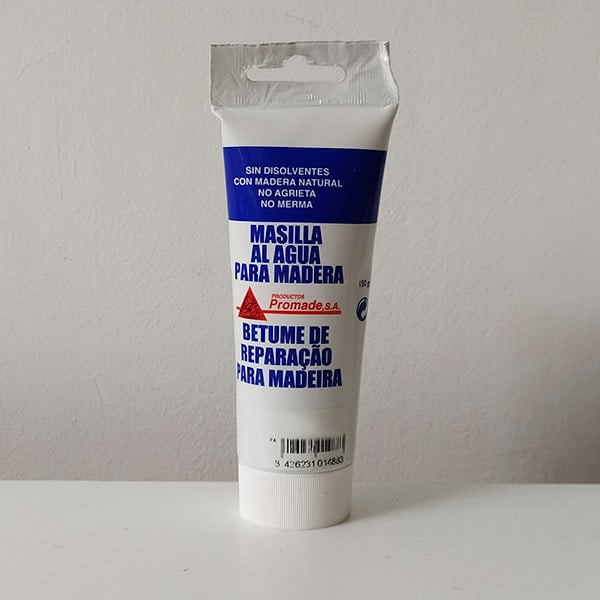 SIN DISOLVENTES
CON MADERA NATURAL
NO AGRIETA
NO MERMA
MASILLA
AL AGUA
PARA MADERA
150 g
PRODUCTOS
Promade, S.A.
BETUME DE
REPARAÇÃO
PARA MADEIRA
3 426231 014883